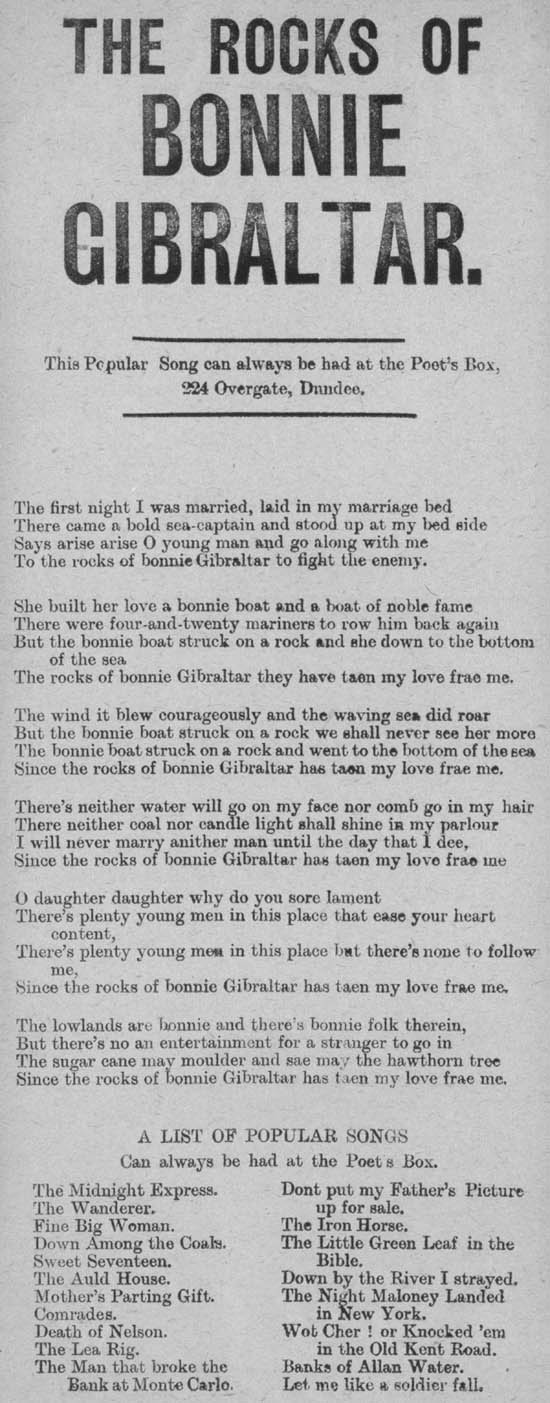 THE ROCKS OF
BONNIE
GIBRALTAR.
This Popular Song can always be had at the Poet's Box,
224 Overgate, Dundee.
The first night I was married, laid in my marriage bed
There came a bold sea-captain and stood up at my bed side
Says arise arise O young man and go along with me
To the rocks of bonnie Gibraltar to fight the enemy.
She built her love a bonnie boat and a boat of noble fame
There were four-and-twenty mariners to row him back again
But the bonnie boat struck on a rock and she down to the bottom
of the sea
The rocks of bonnie Gibraltar they have taen my love frae me.
The wind it blew courageously and the waving sea did roar
But the bonnie boat struck on a rock we shall never see her more
The bonnie boat struck on a rock and went to the bottom of the sea
Since the rocks of bonnie Gibraltar has taen my love frae me.
There's neither water will go on my face nor comb go in my hair
There neither coal nor candle light shall shine in my parlour
I will never marry anither man until the day that I dee,
Since the rocks of bonnie Gibraltar has taen my love frae me
O daughter daughter why do you sore lament
There's plenty young men in this place that ease your heart
content,
There's plenty young men in this place but there's none to follow
me,
Since the rocks of bonnie Gibraltar has taen my love frae me.
The lowlands are bonnie and there's bonnie folk therein,
But there's no an entertainment for a stranger to go in
The sugar cane may moulder and sae may the hawthorn tree
Since the rocks of bonnie Gibraltar has taen my love frae me.
A LIST OF POPULAR SONGS
Can always be had at the Poet's Box.
The Midnight Express.
The Wanderer.
Fine Big Woman.
Down Among the Coals.
Sweet Seventeen.
The Auld House.
Mother's Parting Gift.
Comrades.
Death of Nelson.
The Lea Rig.
The Man that broke the
Bank at Monte Carlo.
Dont put my Father's Picture
up for sale.
The Iron Horse.
The Little Green Leaf in the
Bible.
Down by the River I strayed.
The Night Maloney Landed
in New York.
Wot Cher ! or Knocked 'em
in the Old Kent Road.
Banks of Allan Water.
Let me like a soldier fall.